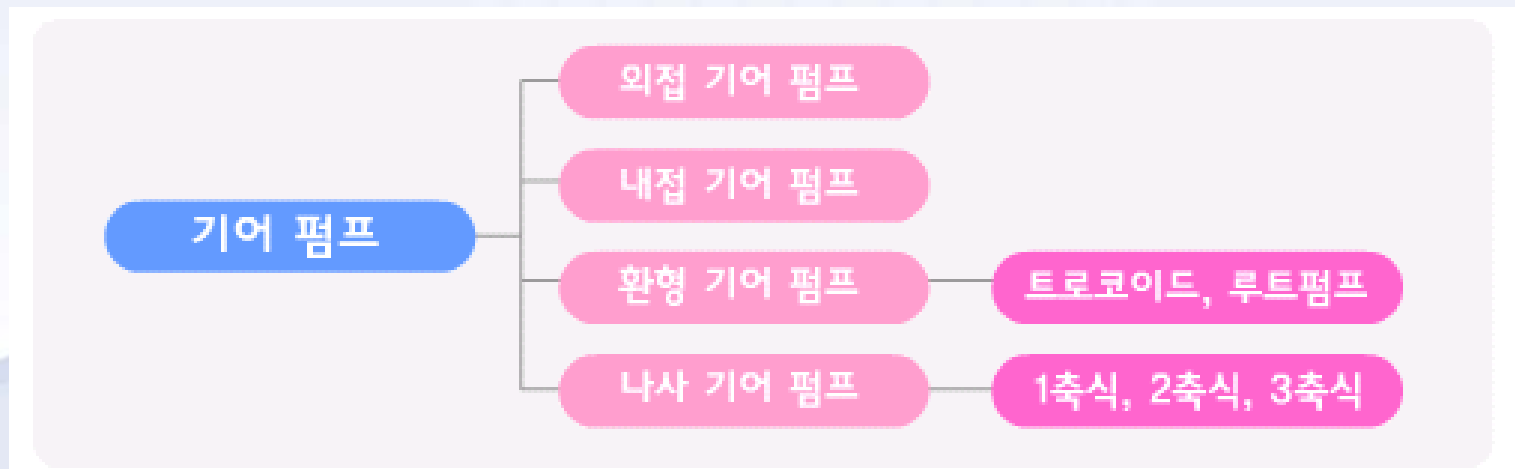 외접 기어 펌프
내접 기어 펌프
기어 펌프
환형 기어 펌프
트로코이드, 루트펌프
나사 기어 펌프
1축식, 2축식, 3축식